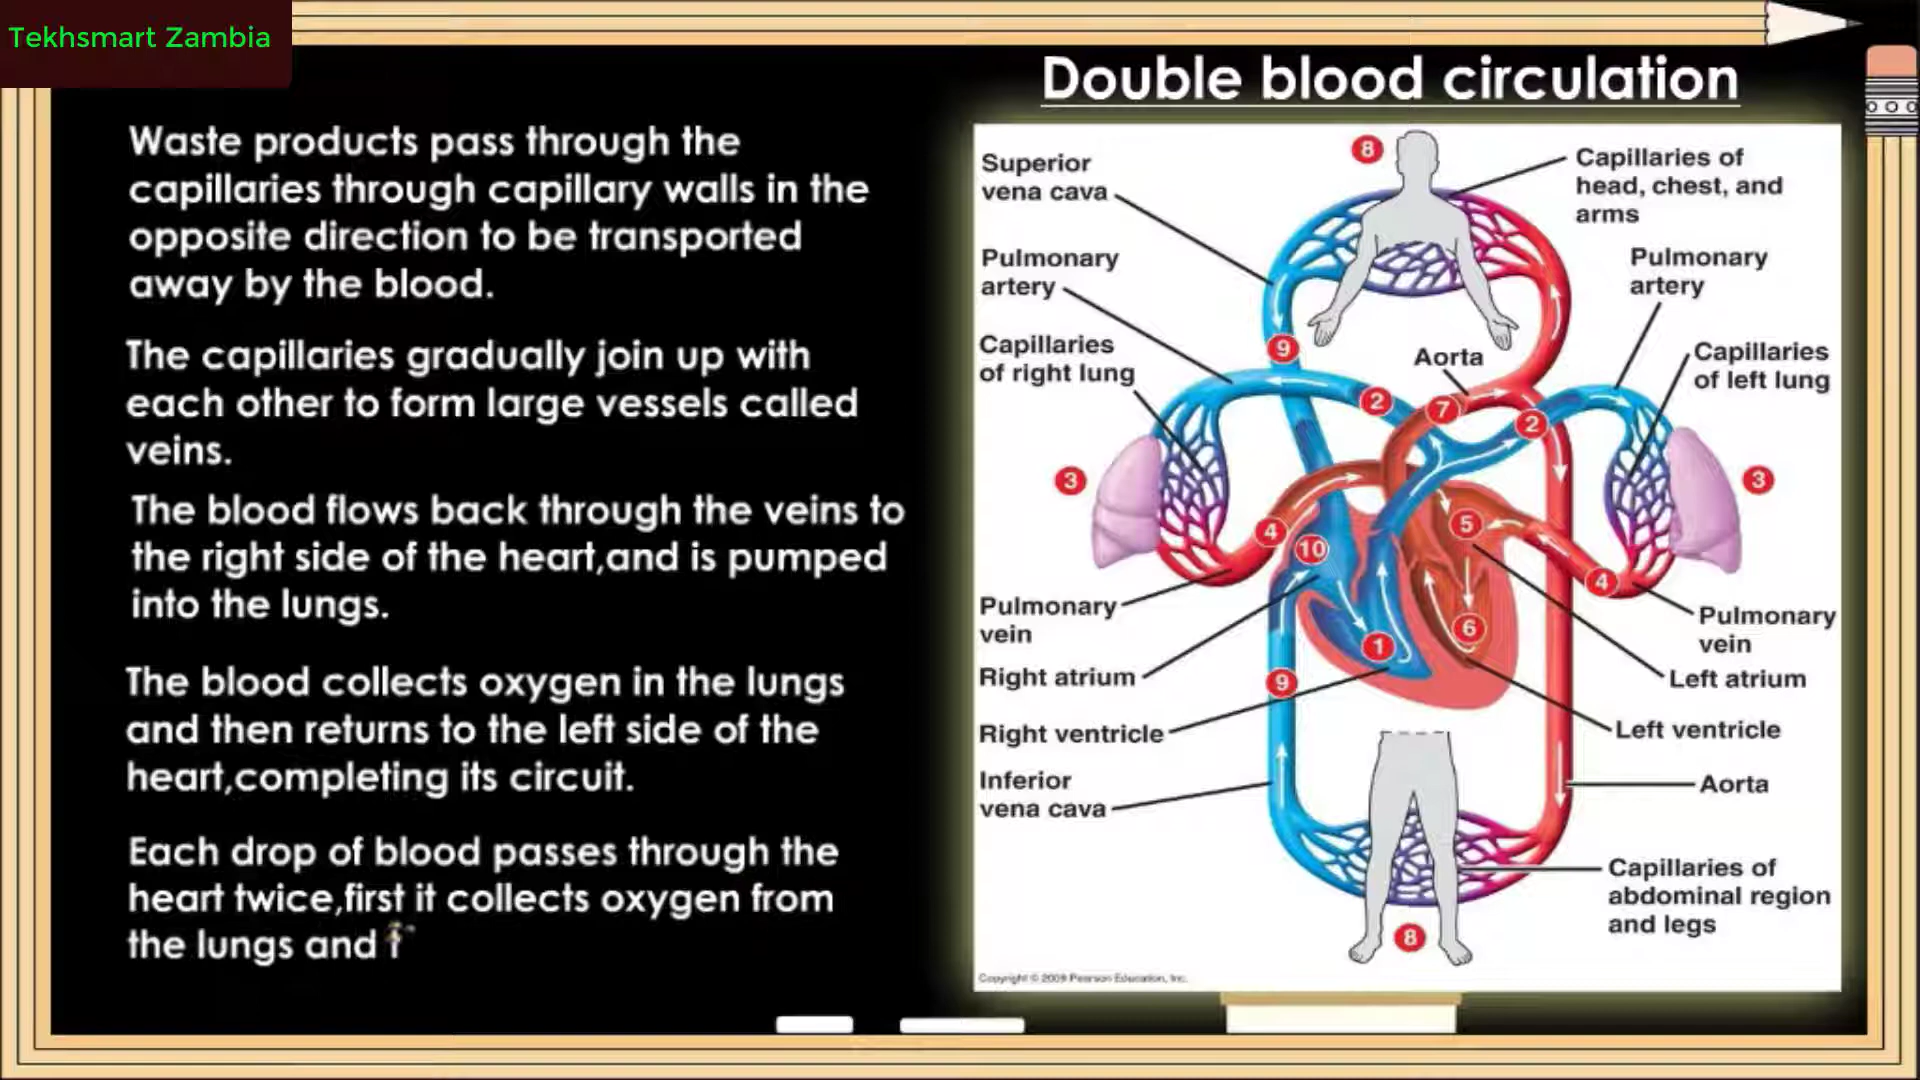 Tekhsmart Zambia
Double blood circulation
Waste products pass through the
capillaries through capillary walls in the
opposite direction to be transported
away by the blood.
The capillaries gradually join up with
each other to form large vessels called
veins.
The blood flows back through the veins to
the right side of the heart,and is pumped
into the lungs.
The blood collects oxygen in the lungs
and then returns to the left side of the
heart,completing its circuit.
Each drop of blood passes through the
heart twice,first it collects oxygen from
the lungs and
8
Superior
vena cava
Capillaries of
head, chest, and
arms
Pulmonary
artery
Pulmonary
artery
Capillaries
of right lung
9
Aorta
Capillaries
of left lung
2
7
2
3
3
4
10
5
4
Pulmonary
vein
Pulmonary
vein
6
1
Right atrium
9
Left atrium
Right ventricle
Left ventricle
Inferior
vena cava
Aorta
Capillaries of
abdominal region
and legs
8
Copyright © 2009 Pearson Education, Inc.